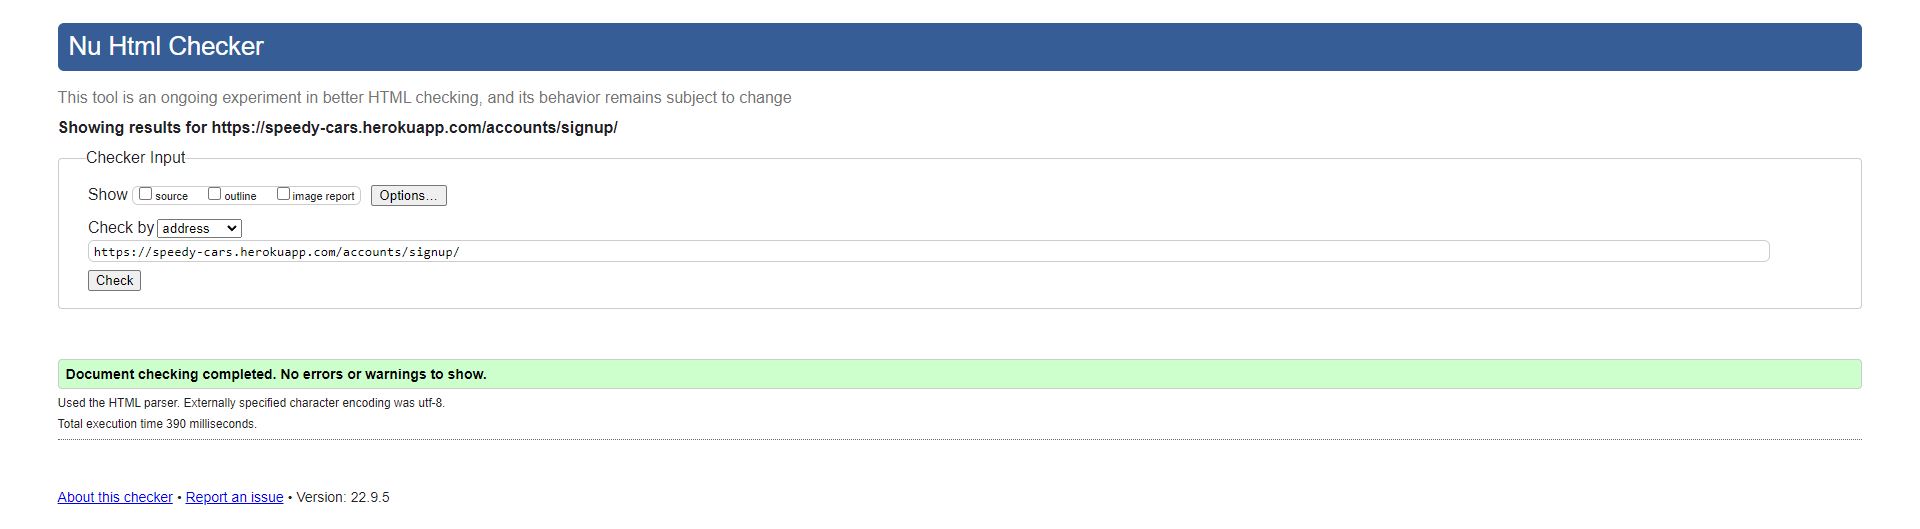 Nu Html Checker
This tool is an ongoing experiment in better HTML checking, and its behavior remains subject to change
Showing results for https://speedy-cars.herokuapp.com/accounts/signup/
Checker Input
Show source outline image report Options...
Check by address
https://speedy-cars.herokuapp.com/accounts/signup/
Check
Document checking completed. No errors or warnings to show.
Used the HTML parser. Externally specified character encoding was utf-8.
Total execution time 390 milliseconds.
About this checker • Report an issue • Version: 22.9.5